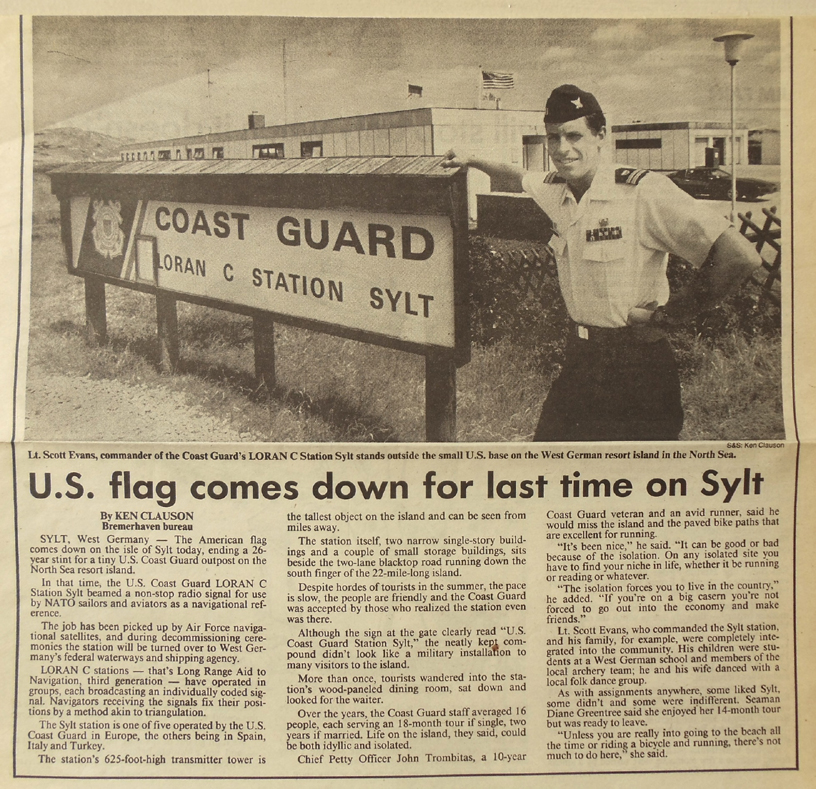 COAST GUARD
LORAN C STATION SYLT
S&S: Ken Clauson
Lt. Scott Evans, commander of the Coast Guard's LORAN C Station Sylt stands outside the small U.S. base on the West German resort island in the North Sea.
U.S. flag comes down for last time on Sylt
By KEN CLAUSON
Bremerhaven bureau
SYLT, West Germany — The American flag
comes down on the isle of Sylt today, ending a 26-
year stint for a tiny U.S. Coast Guard outpost on the
North Sea resort island.
In that time, the U.S. Coast Guard LORAN C
Station Sylt beamed a non-stop radio signal for use
by NATO sailors and aviators as a navigational ref-
erence.
The job has been picked up by Air Force naviga-
tional satellites, and during decommissioning cere-
monies the station will be turned over to West Ger-
many's federal waterways and shipping agency.
LORAN C stations — that's Long Range Aid to
Navigation, third generation — have operated in
groups, each broadcasting an individually coded sig-
nal. Navigators receiving the signals fix their posi-
tions by a method akin to triangulation.
The Sylt station is one of five operated by the U.S.
Coast Guard in Europe, the others being in Spain,
Italy and Turkey.
The station's 625-foot-high transmitter tower is
the tallest object on the island and can be seen from
miles away.
The station itself, two narrow single-story build-
ings and a couple of small storage buildings, sits
beside the two-lane blacktop road running down the
south finger of the 22-mile-long island.
Despite hordes of tourists in the summer, the pace
is slow, the people are friendly and the Coast Guard
was accepted by those who realized the station even
was there.
Although the sign at the gate clearly read "U.S.
Coast Guard Station Sylt," the neatly kept com-
pound didn't look like a military installation to
many visitors to the island.
More than once, tourists wandered into the sta-
tion's wood-paneled dining room, sat down and
looked for the waiter.
Over the years, the Coast Guard staff averaged 16
people, each serving an 18-month tour if single, two
years if married. Life on the island, they said, could
be both idyllic and isolated.
Chief Petty Officer John Trombitas, a 10-year
Coast Guard veteran and an avid runner, said he
would miss the island and the paved bike paths that
are excellent for running.
"It's been nice," he said. "It can be good or bad
because of the isolation. On any isolated site you
have to find your niche in life, whether it be running
or reading or whatever.
"The isolation forces you to live in the country,"
he added. "If you're on a big casern you're not
forced to go out into the economy and make
friends."
Lt. Scott Evans, who commanded the Sylt station,
and his family, for example, were completely inte-
grated into the community. His children were stu-
dents at a West German school and members of the
local archery team; he and his wife danced with a
local folk dance group.
As with assignments anywhere, some liked Sylt,
some didn't and some were indifferent. Seaman
Diane Greentree said she enjoyed her 14-month tour
but was ready to leave.
"Unless you are really into going to the beach all
the time or riding a bicycle and running, there's not
much to do here," she said.